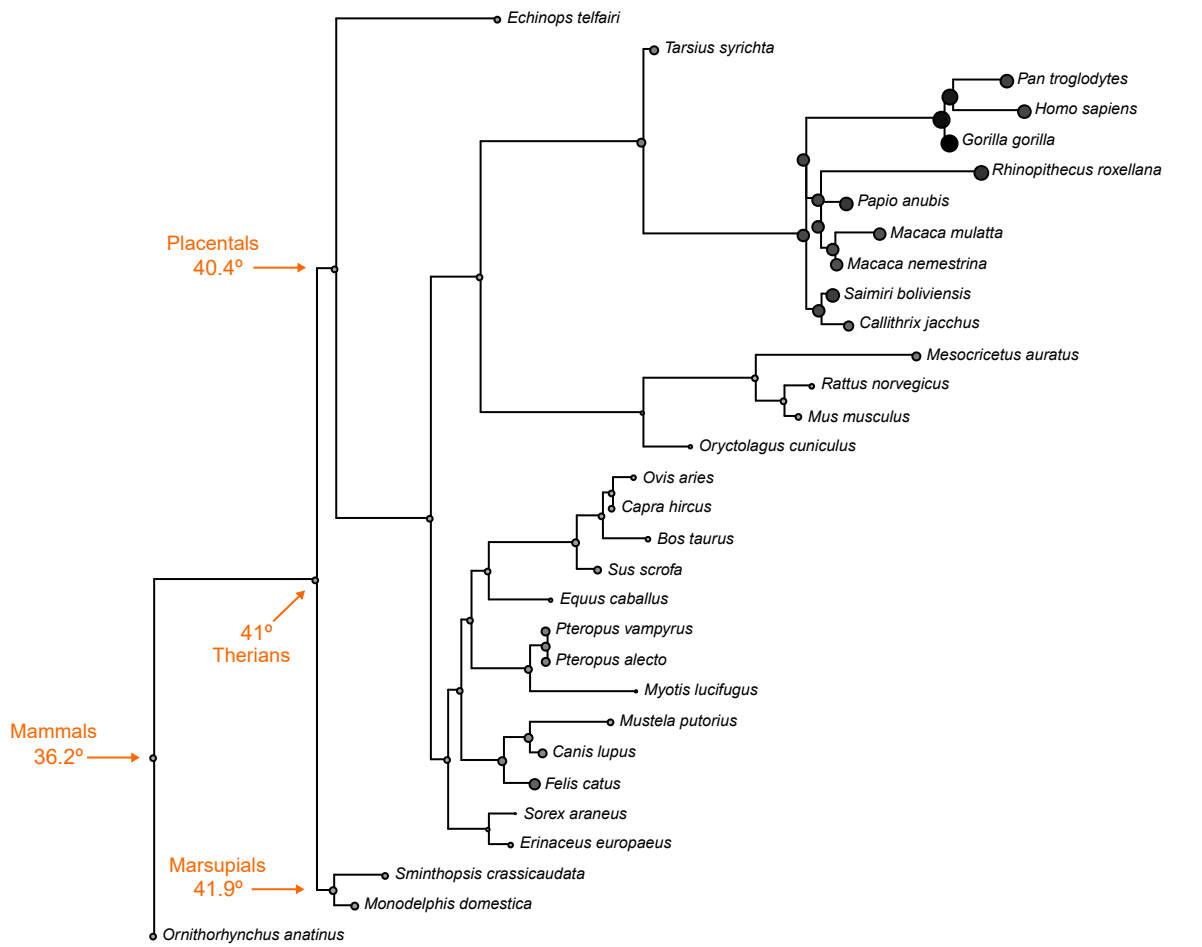 Echinops telfairi
Tarsius syrichta
Pan troglodytes
Homo sapiens
Gorilla gorilla
Rhinopithecus roxellana
Papio anubis
Macaca mulatta
Placentals
40.4º
Macaca nemestrina
Saimiri boliviensis
Callithrix jacchus
Mesocricetus auratus
Rattus norvegicus
Mus musculus
Oryctolagus cuniculus
Ovis aries
Capra hircus
Bos taurus
Sus scrofa
Equus caballus
41º
Therians
Pteropus vampyrus
Pteropus alecto
Myotis lucifugus
Mustela putorius
Mammals
36.2º
Canis lupus
Felis catus
Sorex araneus
Erinaceus europaeus
Marsupials
41.9º
Sminthopsis crassicaudata
Monodelphis domestica
Ornithorhynchus anatinus